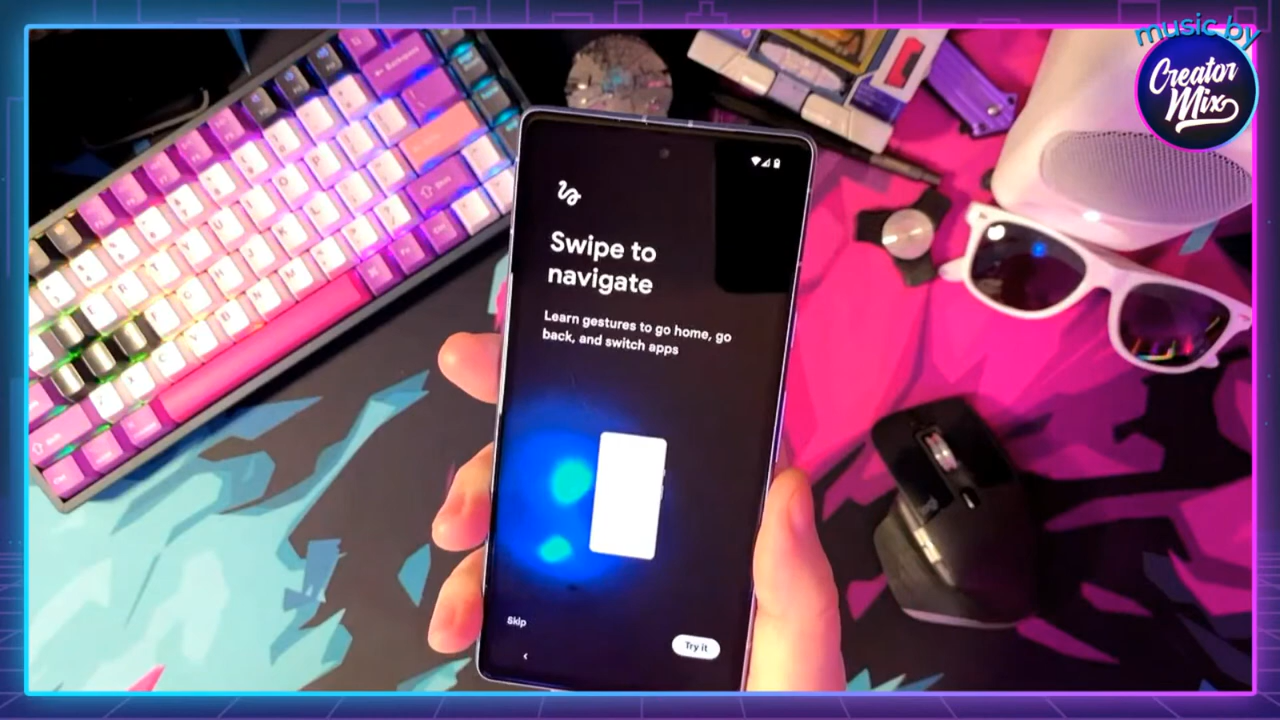 music by
Creator
Mix
Swipe to
navigate
Learn gestures to go home, go
back, and switch apps
Skip
Try it